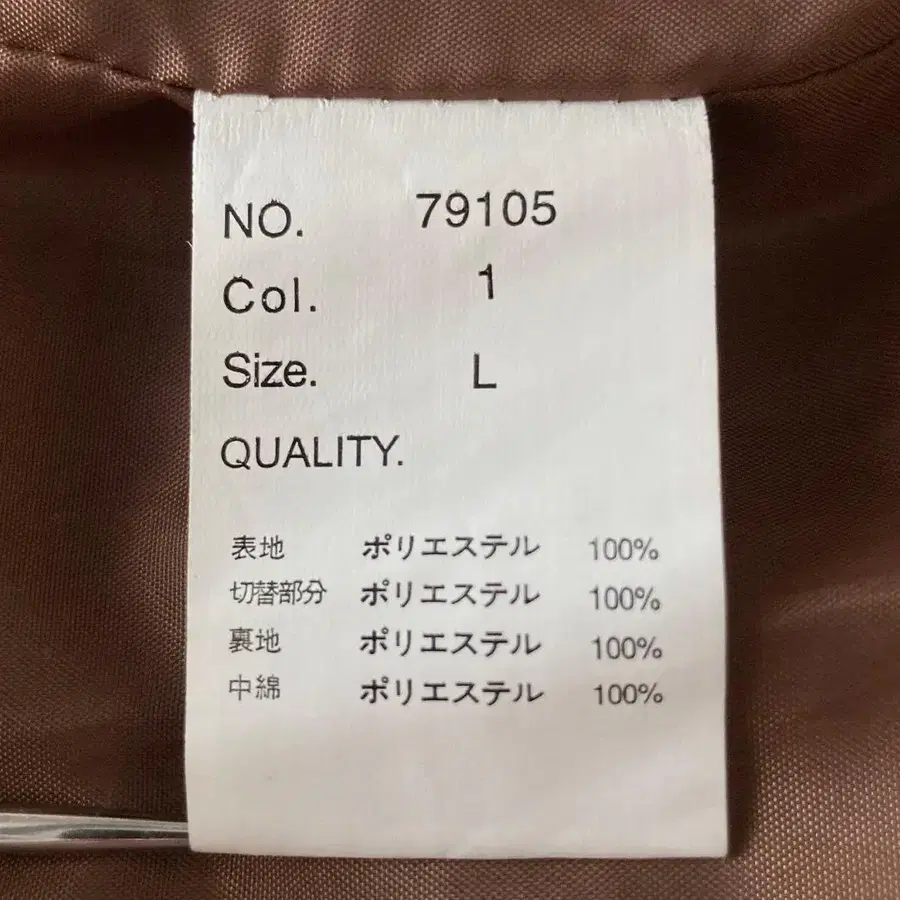 NO. 79105
Col. 1
Size. L
QUALITY.
表地 ポリエステル 100%
切替部分 ポリエステル 100%
裏地 ポリエステル 100%
中綿 ポリエステル 100%